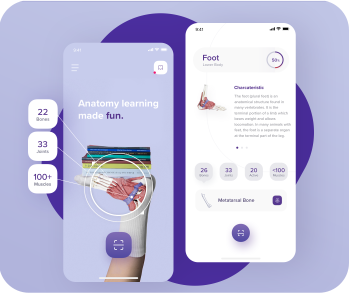 9:41
Anatomy learning
made fun.
22
Bones
33
Joints
100+
Muscles
9:41
Foot
Lower Body
50%
Characteristic
The foot (plural feet) is an
anatomical structure found in
many vertebrates. It is the
terminal portion of a limb which
bears weight and allows
locomotion. In many animals with
feet, the foot is a separate organ
at the terminal part of the leg.
26
Bones
33
Joints
20
<100
Muscles
Metatarsal Bone